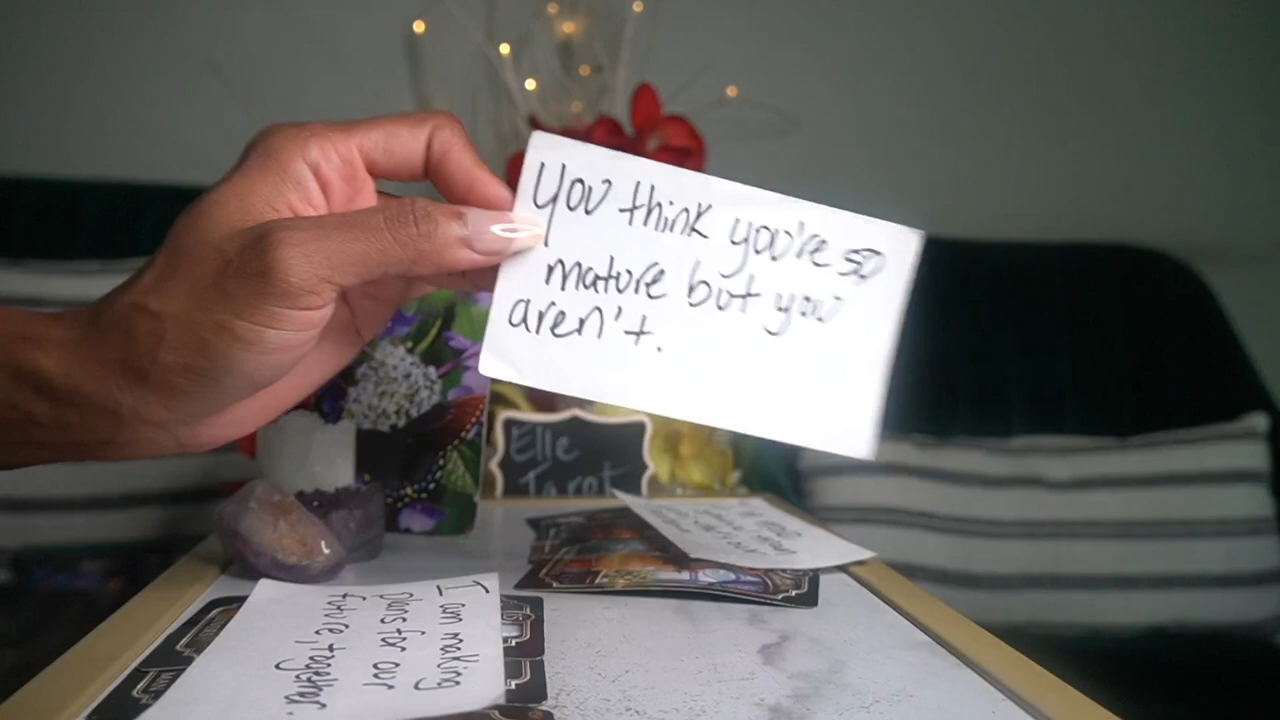 You think you're so
mature but you
aren't.
Elle
Tarot
I am making
plans for our
future, together.